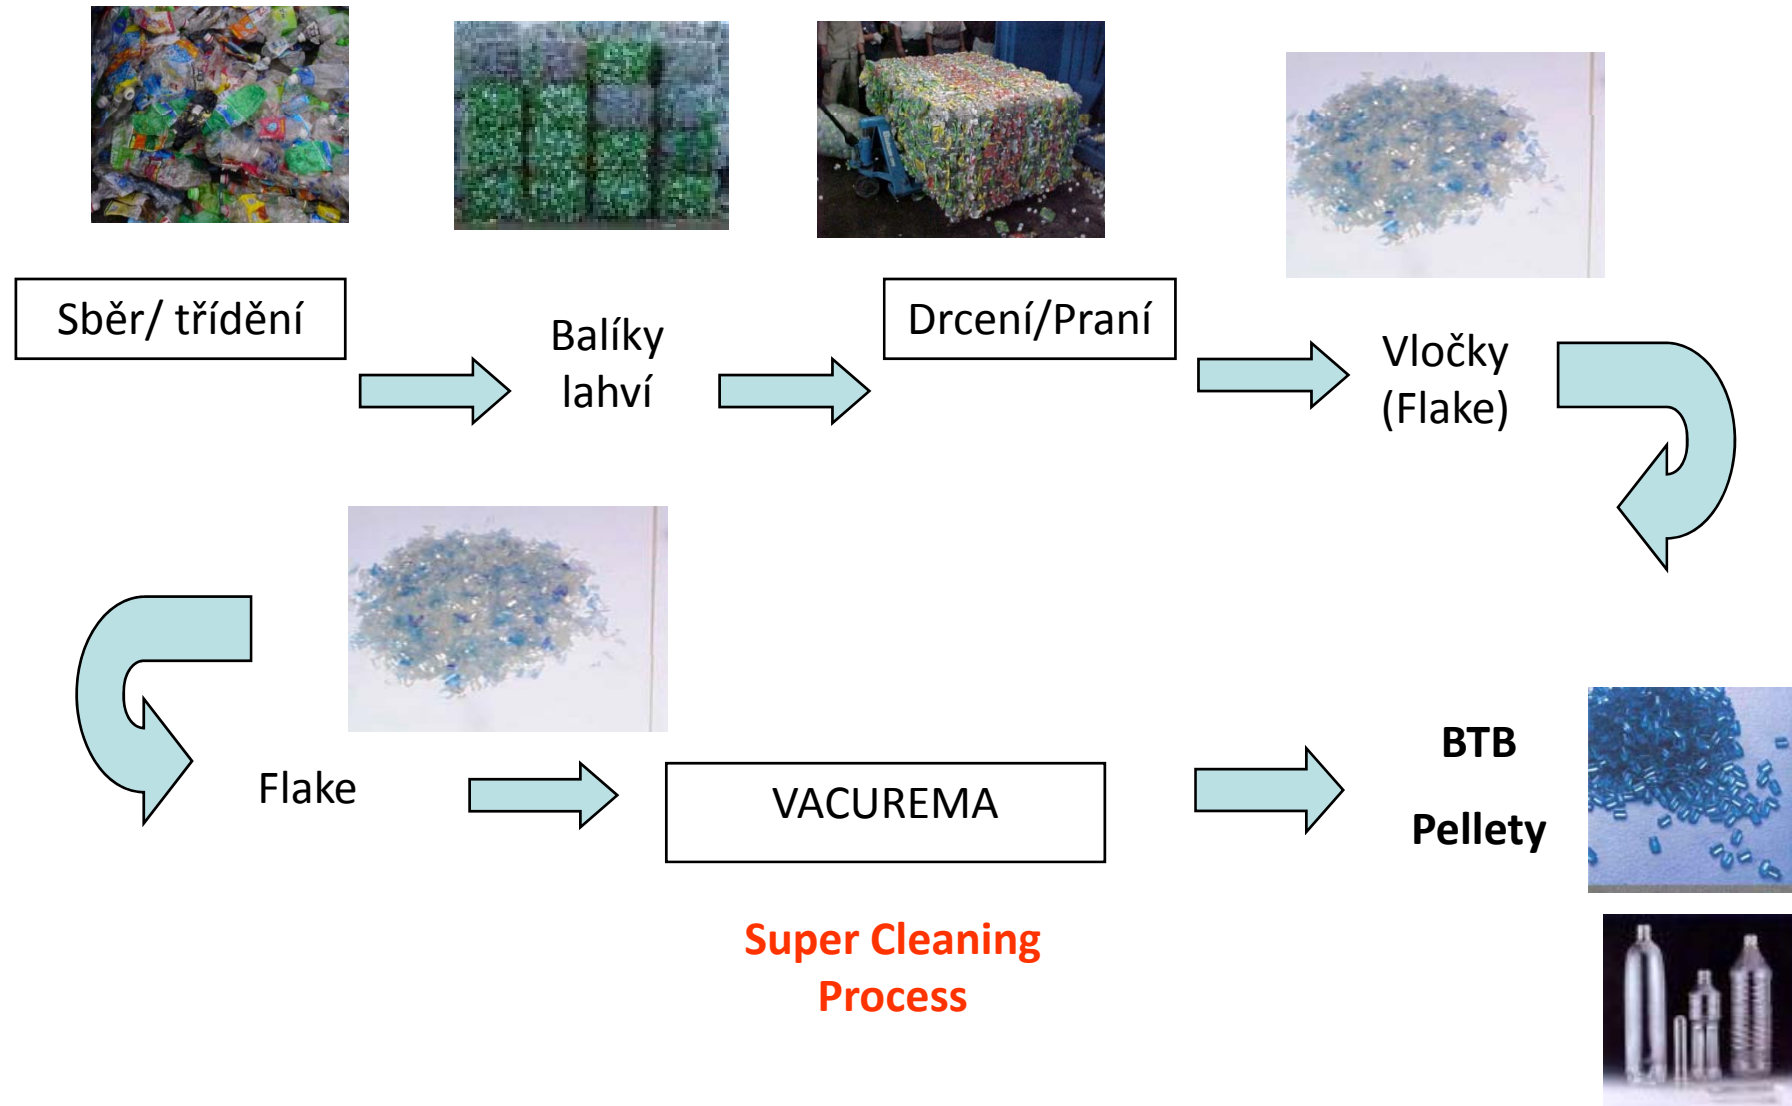 Sběr/ třídění
Balíky
lahví
Drcení/Praní
Vločky
(Flake)
Flake
VACUREMA
Super Cleaning
Process
BTB
Pellety